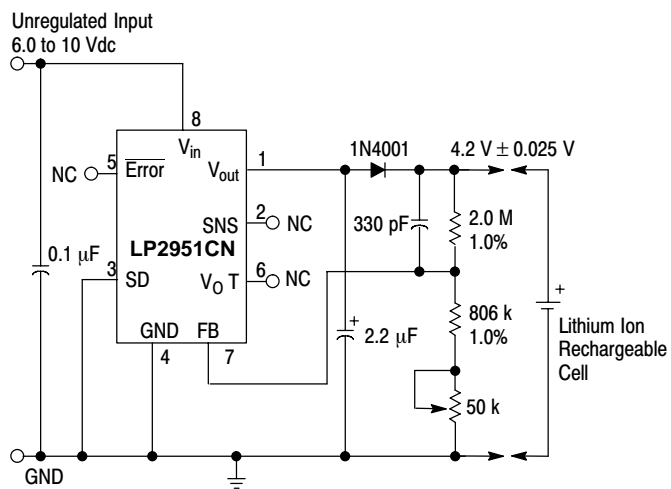 Unregulated Input
6.0 to 10 Vdc
8
Vin
5
NC
Error
Vout
1
1N4001
4.2 V ± 0.025 V
SNS
2
NC
330 pF
2.0 M
1.0%
LP2951CN
0.1 µF
3
SD
VO T
6
NC
806 k
1.0%
GND
FB
4
7
2.2 µF
+
+
Lithium Ion
Rechargeable
Cell
50 k
GND